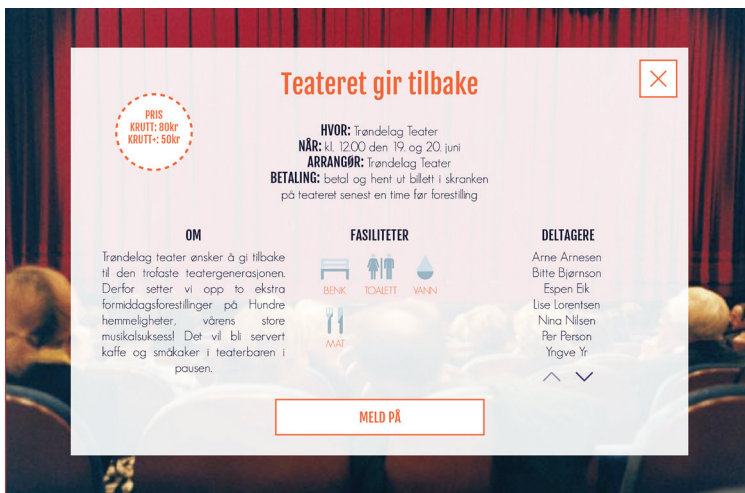 Teateret gir tilbake
PRIS
KRUTT: 80kr
KRUTT+: 50kr
HVOR: Trøndelag Teater
NÅR: kl. 12.00 den 19. og 20. juni
ARRANGØR: Trøndelag Teater
BETALING: betal og hent ut billett i skranken
på teateret senest en time før forestilling
OM
Trøndelag teater ønsker å gi tilbake
til den trofaste teatergenerasjonen.
Derfor setter vi opp to ekstra
formiddagsforestillinger på Hundre
hemmeligheter, vårens store
musikalsuksess! Det vil bli servert
kaffe og småkaker i teaterbaren i
pausen.
FASILITETER
BENK TOALETT VANN
MAT
DELTAGERE
Arne Arnesen
Bitte Bjørnson
Espen Eik
Lise Lorentsen
Nina Nilsen
Per Person
Yngve Yr
MELD PÅ